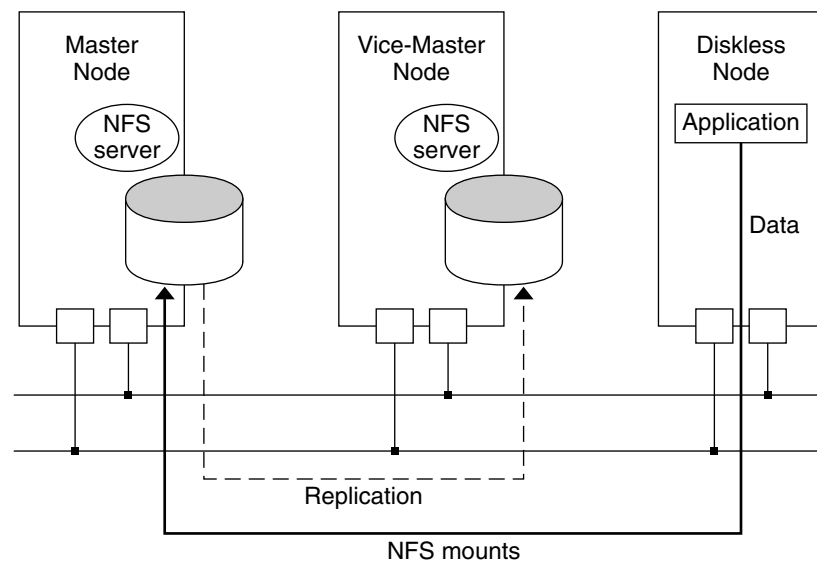 Master
Node
Vice-Master
Node
Diskless
Node
NFS
server
NFS
server
Application
Data
Replication
NFS mounts